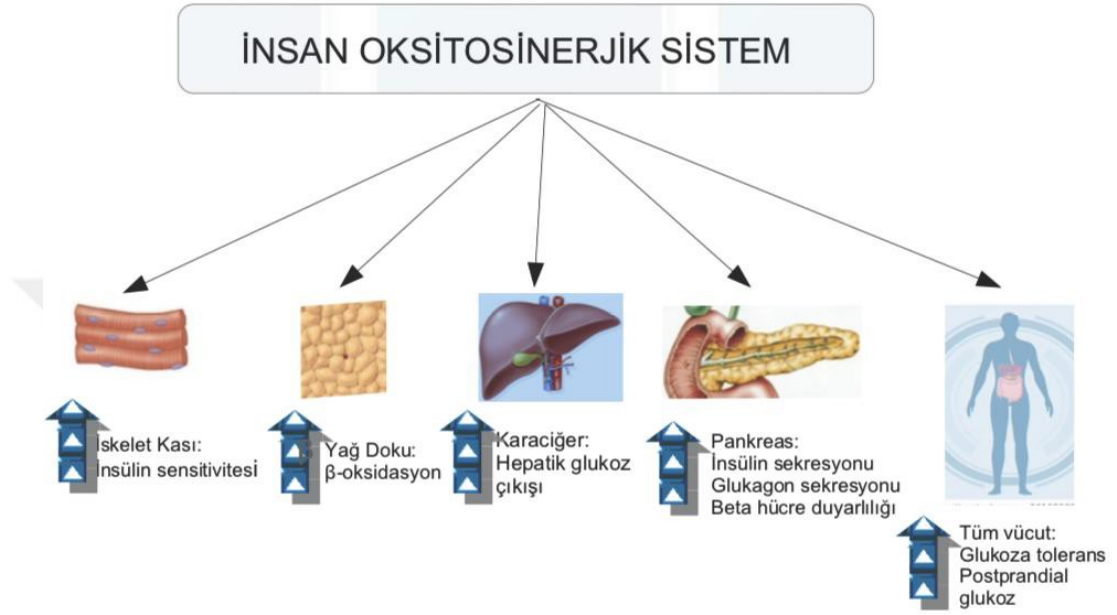 İNSAN OKSİTOSİNERJİK SİSTEM
İskelet Kası:
İnsülin sensitivitesi
Yağ Doku:
β-oksidasyon
Karaciğer:
Hepatik glukoz
çıkışı
Pankreas:
İnsülin sekresyonu
Glukagon sekresyonu
Beta hücre duyarlılığı
Tüm vücut:
Glukoza tolerans
Postprandial
glukoz